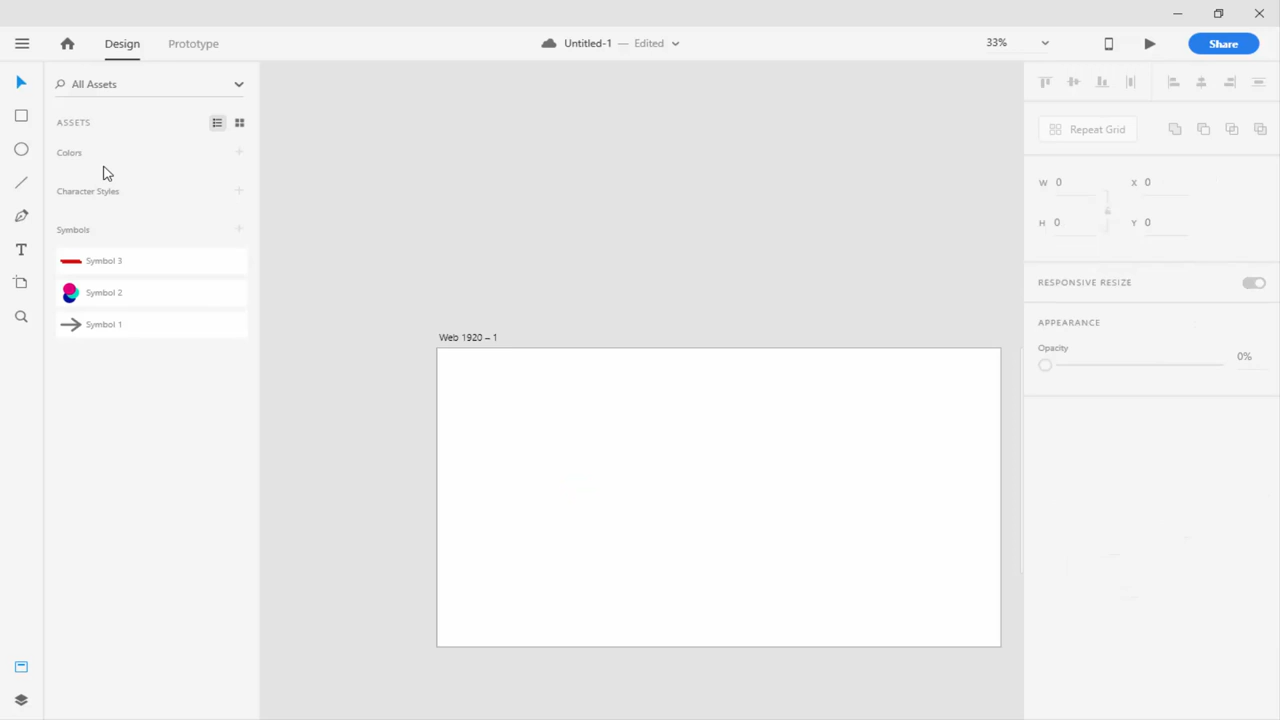 Design
Prototype
Untitled-1 — Edited
33%
Share
All Assets
ASSETS
Colors
Character Styles
Symbols
Symbol 3
Symbol 2
Symbol 1
Web 1920 – 1
Repeat Grid
W 0
X 0
H 0
Y 0
RESPONSIVE RESIZE
APPEARANCE
Opacity
0%